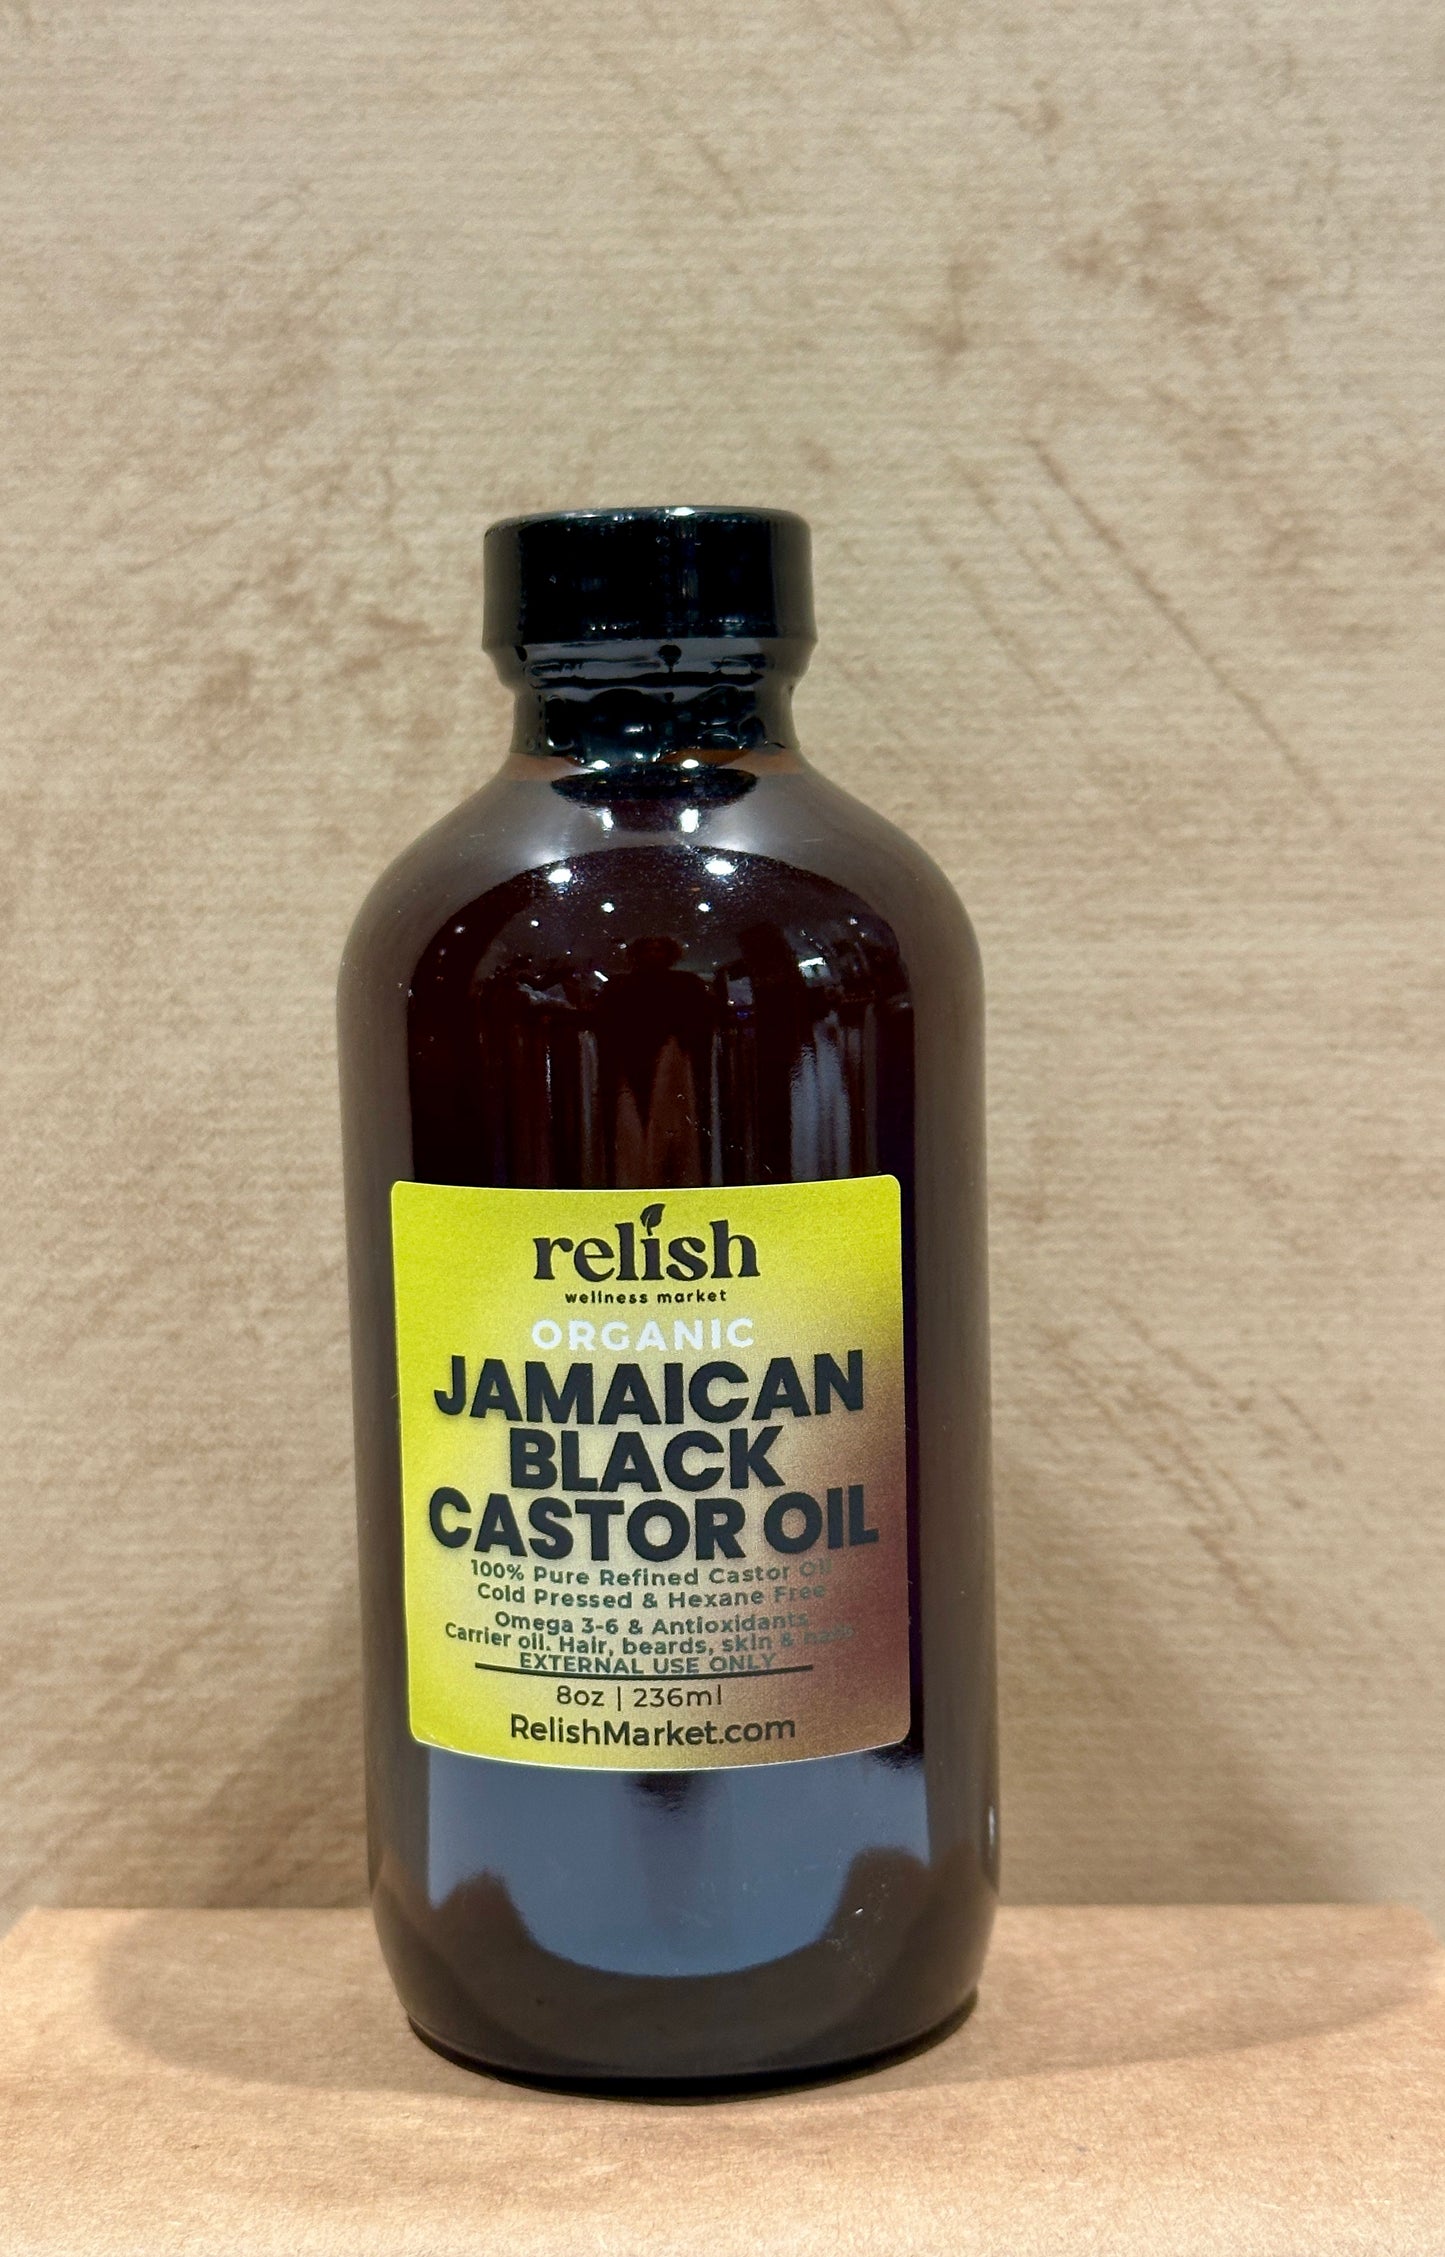 relish
wellness market
ORGANIC
JAMAICAN
BLACK
CASTOR OIL
100% Pure Refined Castor Oil
Cold Pressed & Hexane Free
Omega 3-6 & Antioxidants
Carrier oil. Hair, beards, skin & nails
EXTERNAL USE ONLY
8oz | 236ml
RelishMarket.com